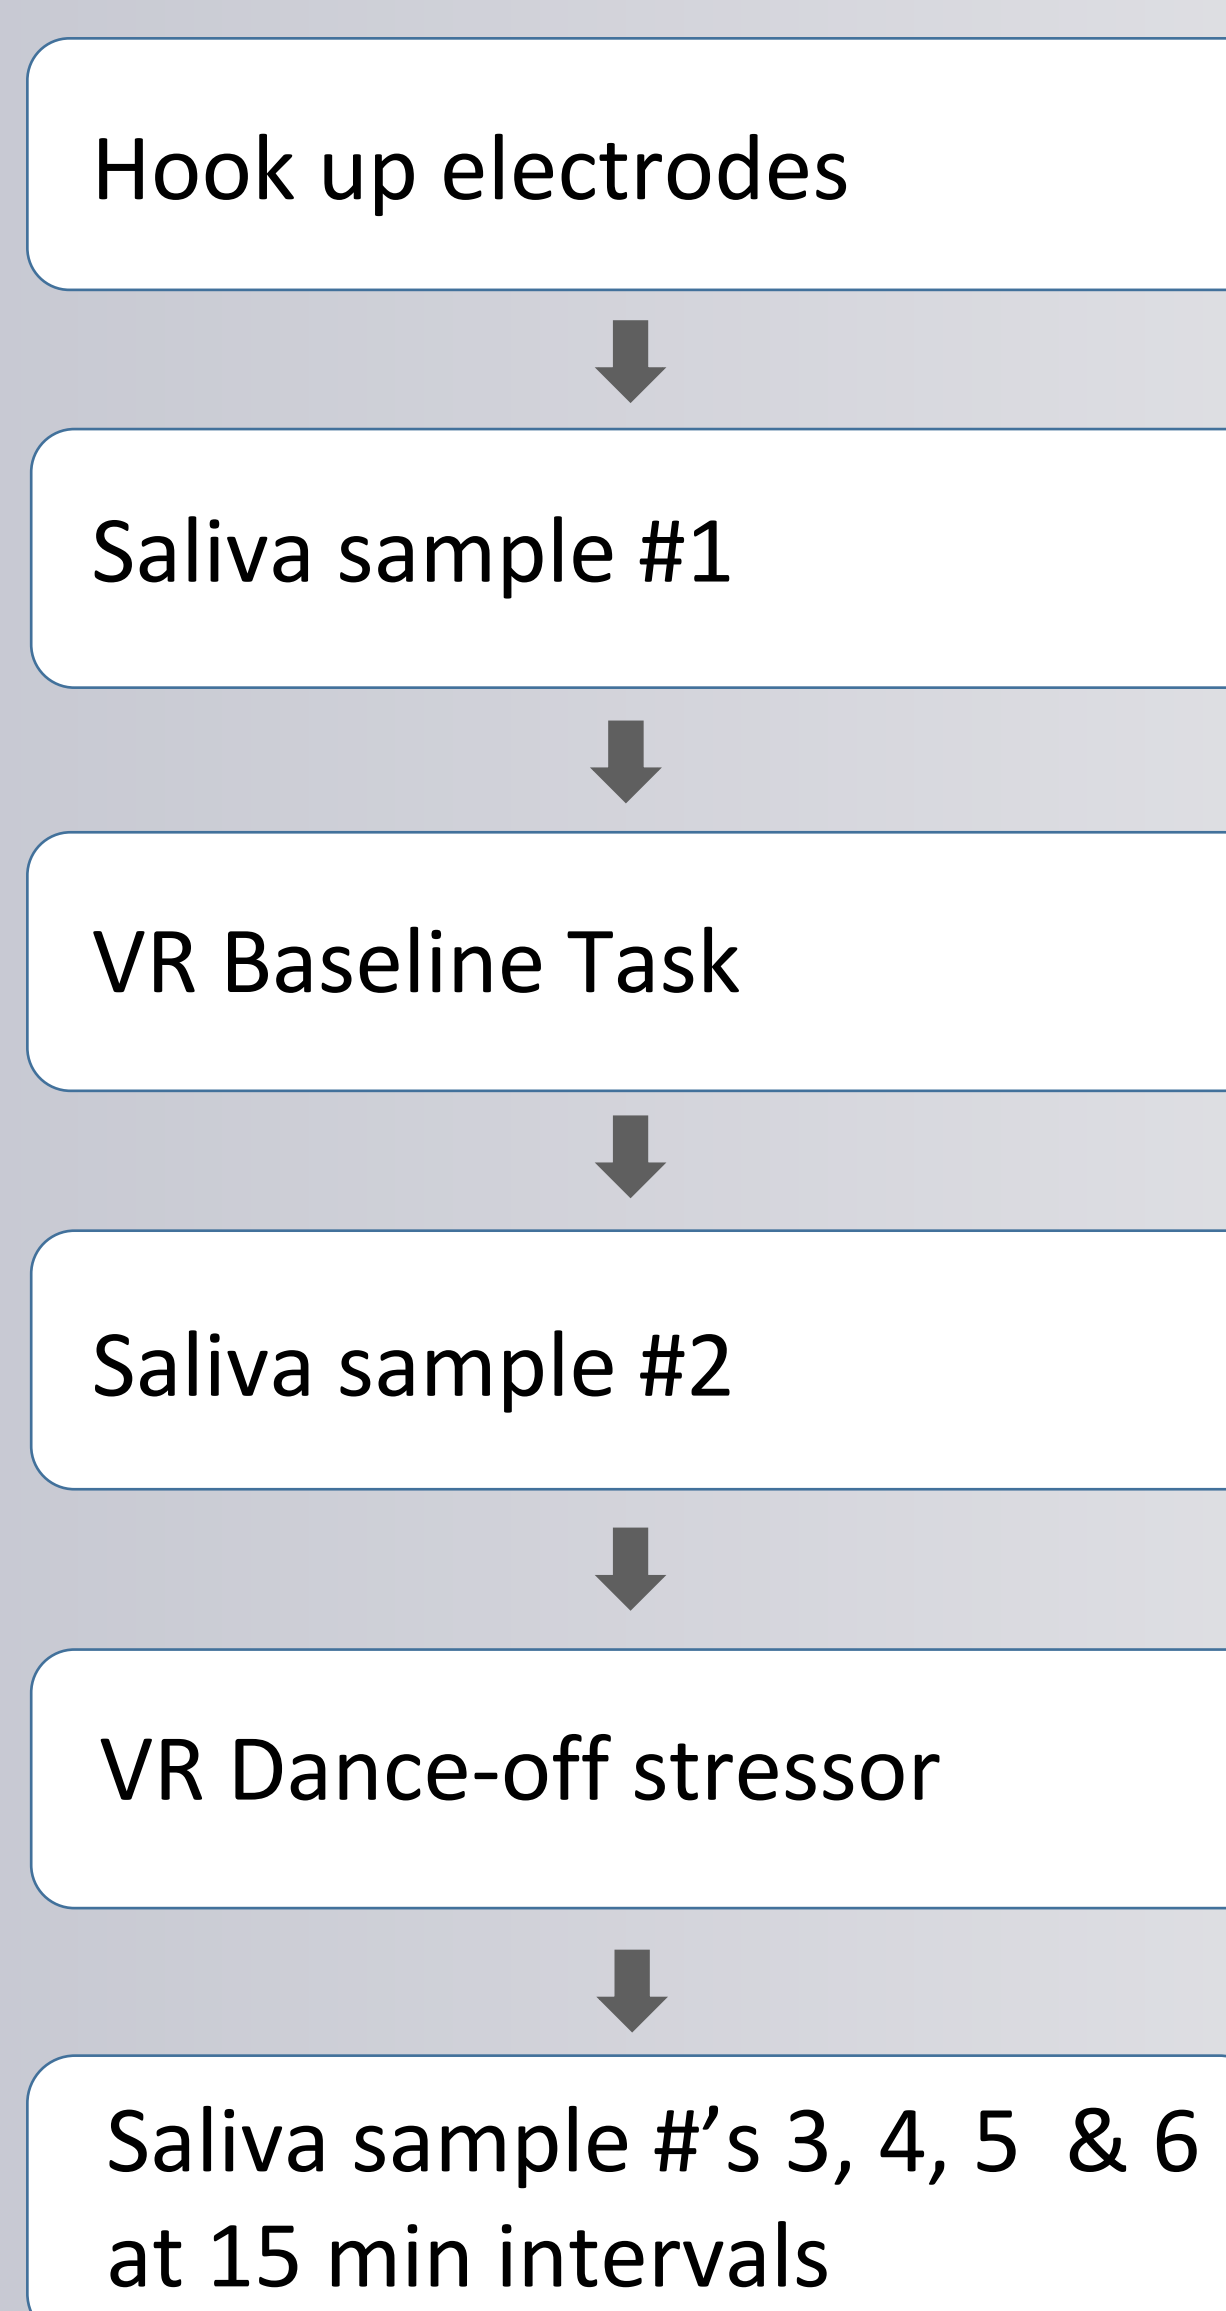 Hook up electrodes
Saliva sample #1
VR Baseline Task
Saliva sample #2
VR Dance-off stressor
Saliva sample #’s 3, 4, 5  & 6
at 15 min intervals